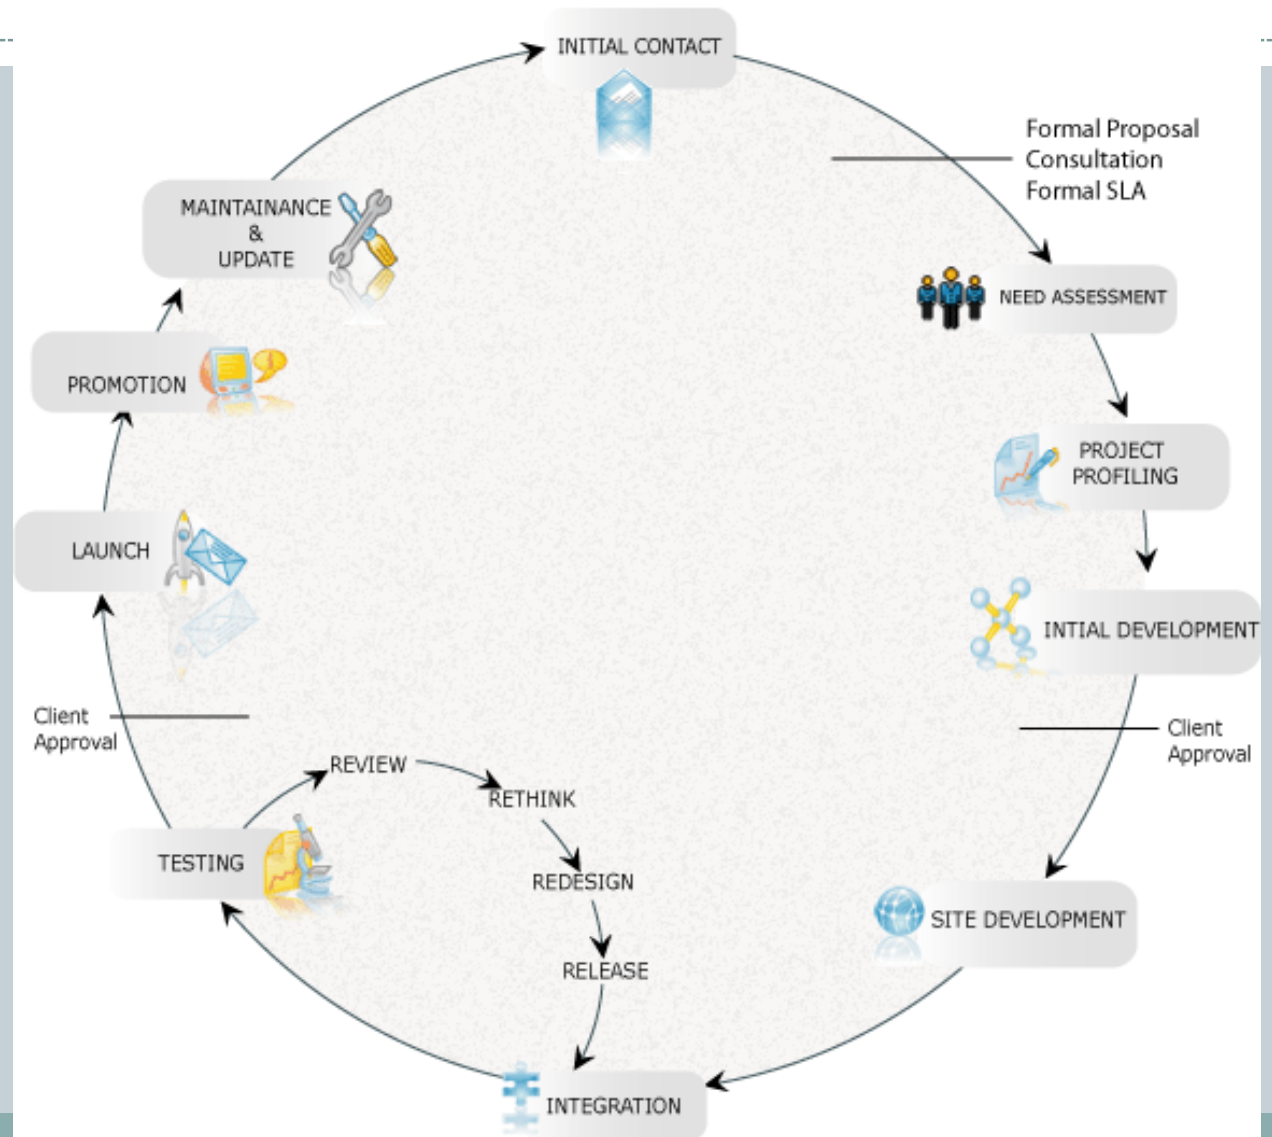 INITIAL CONTACT
Formal Proposal
Consultation
Formal SLA
NEED ASSESSMENT
PROJECT
PROFILING
INTIAL DEVELOPMENT
Client
Approval
SITE DEVELOPMENT
INTEGRATION
TESTING
REVIEW
RETHINK
REDESIGN
RELEASE
Client
Approval
LAUNCH
PROMOTION
MAINTAINANCE
&
UPDATE